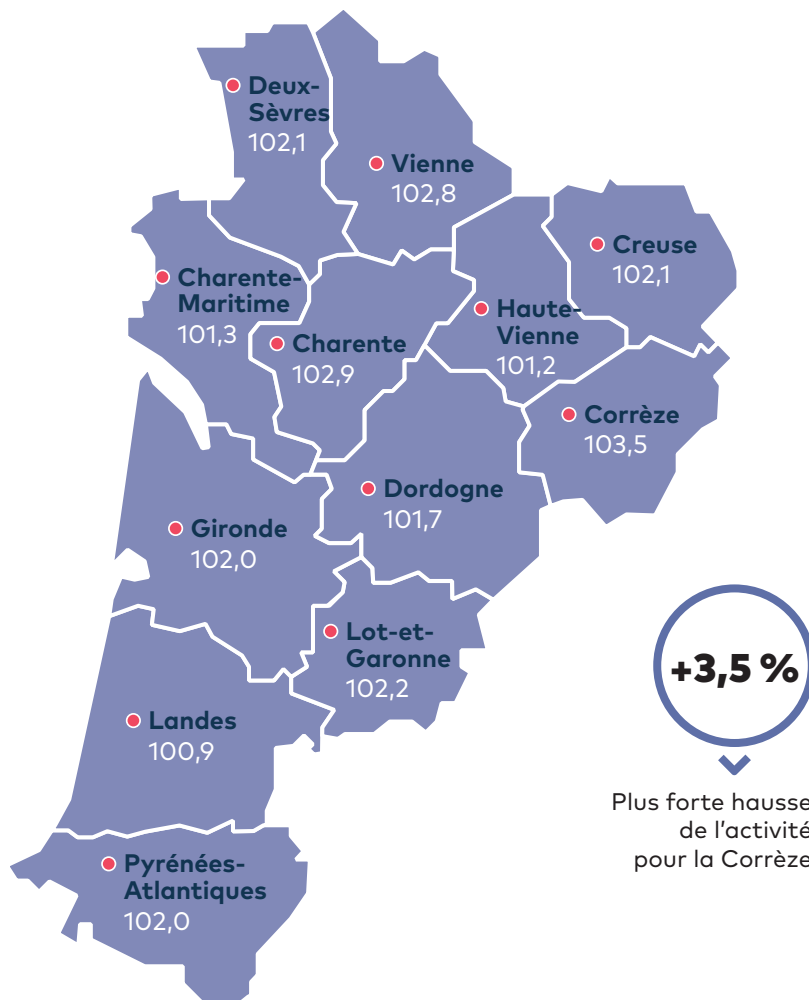 Deux-
Sèvres
102,1
Vienne
102,8
Creuse
102,1
Charente-
Maritime
101,3
Haute-
Vienne
101,2
Charente
102,9
Corrèze
103,5
Dordogne
101,7
Gironde
102,0
Lot-et-
Garonne
102,2
+3,5 %
Landes
100,9
Plus forte hausse
de l'activité
pour la Corrèze
Pyrénées-
Atlantiques
102,0